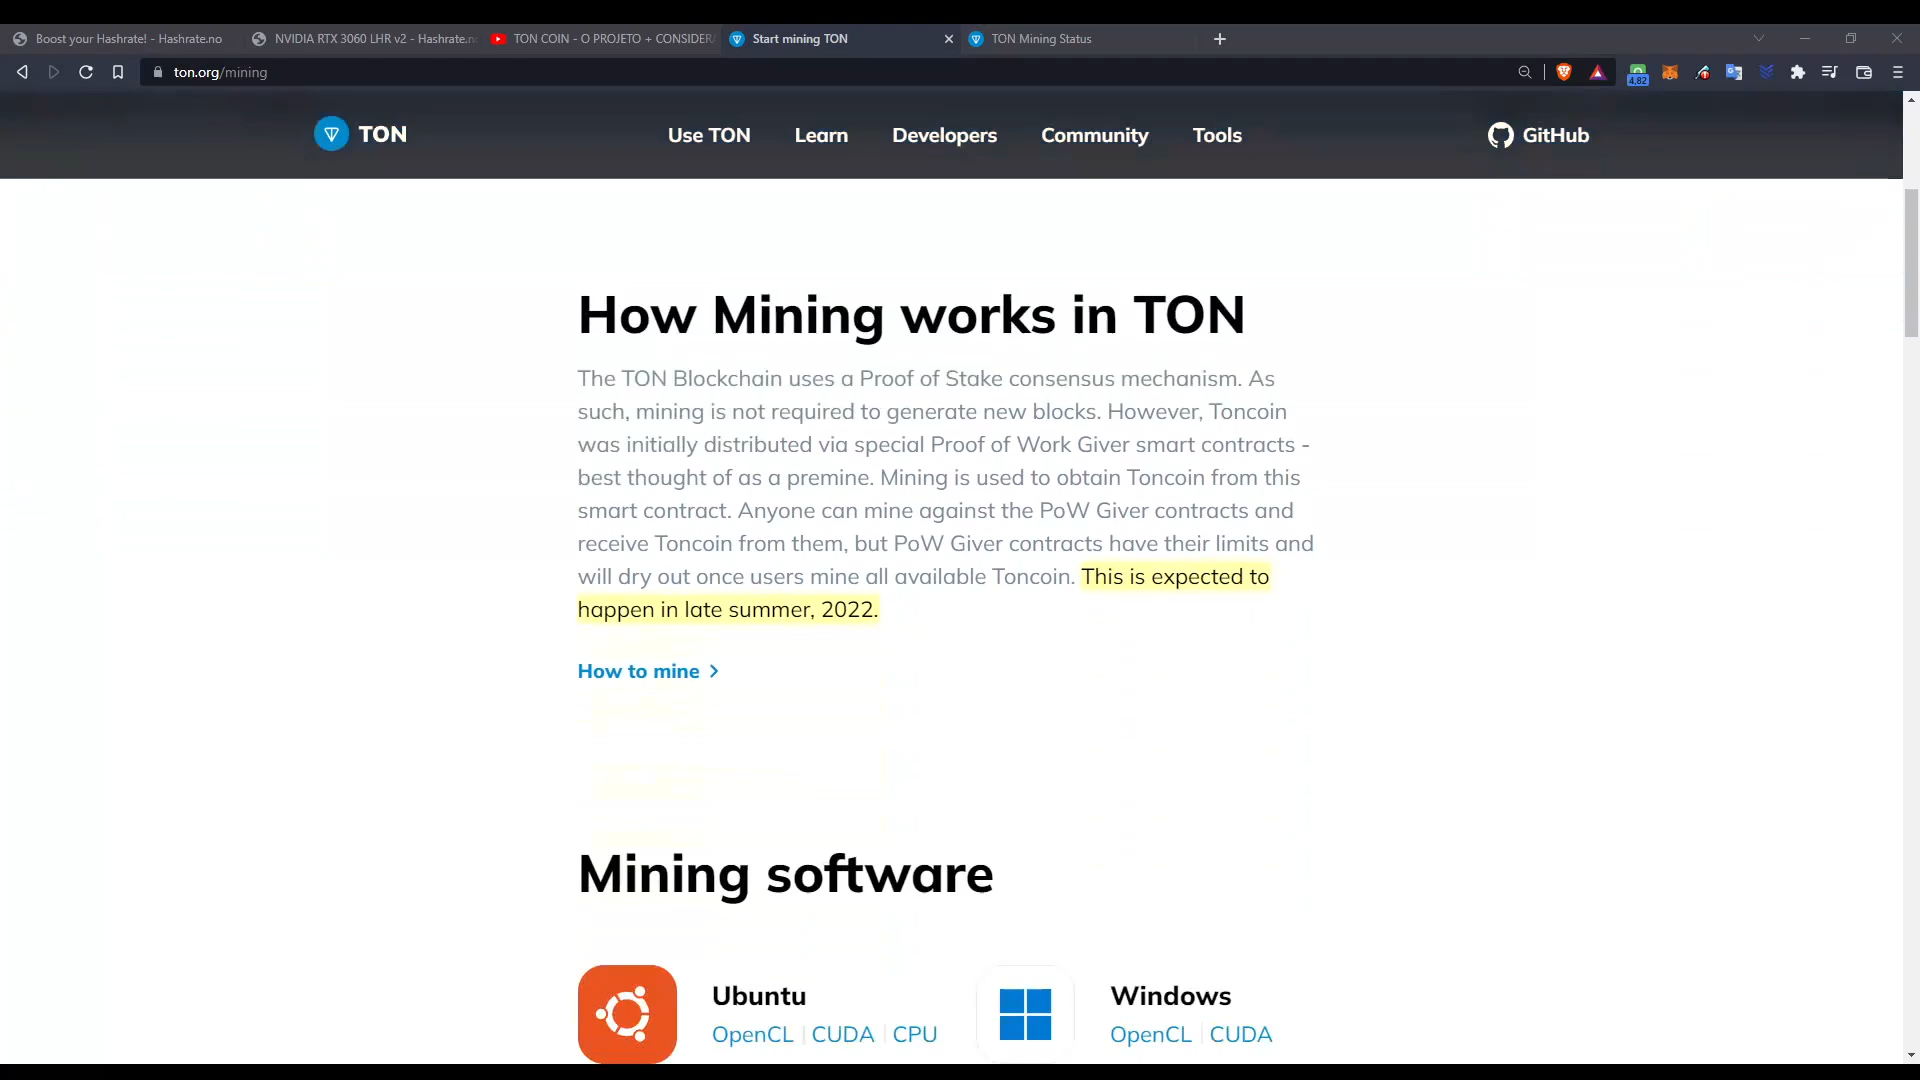 Boost your Hashrate! - Hashrate.no
NVIDIA RTX 3060 LHR v2 - Hashrate.n
TON COIN - O PROJETO + CONSIDER
Start mining TON
TON Mining Status
ton.org/mining
4,82
TON
Use TON
Learn
Developers
Community
Tools
GitHub
How Mining works in TON
The TON Blockchain uses a Proof of Stake consensus mechanism. As
such, mining is not required to generate new blocks. However, Toncoin
was initially distributed via special Proof of Work Giver smart contracts -
best thought of as a premine. Mining is used to obtain Toncoin from this
smart contract. Anyone can mine against the PoW Giver contracts and
receive Toncoin from them, but PoW Giver contracts have their limits and
will dry out once users mine all available Toncoin. This is expected to
happen in late summer, 2022.
How to mine
Mining software
Ubuntu
OpenCL | CUDA | CPU
Windows
OpenCL | CUDA